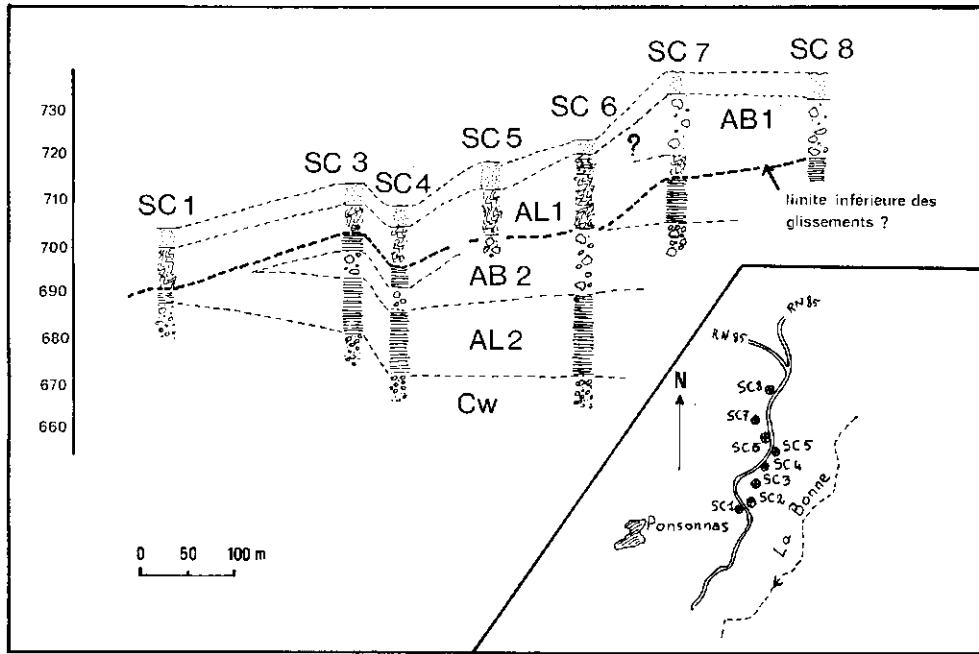 SC 1
SC 3
SC 4
SC 5
SC 6
SC 7
SC 8
730
720
710
700
690
680
670
660
?
AB1
AL1
AB 2
AL2
Cw
limite inférieure des
glissements ?
0 50 100 m
RN 85
RN 85
N
SC8
SC7
SC6
SC5
SC4
SC3
SC2
SC1
Ponsonnas
La Bonne